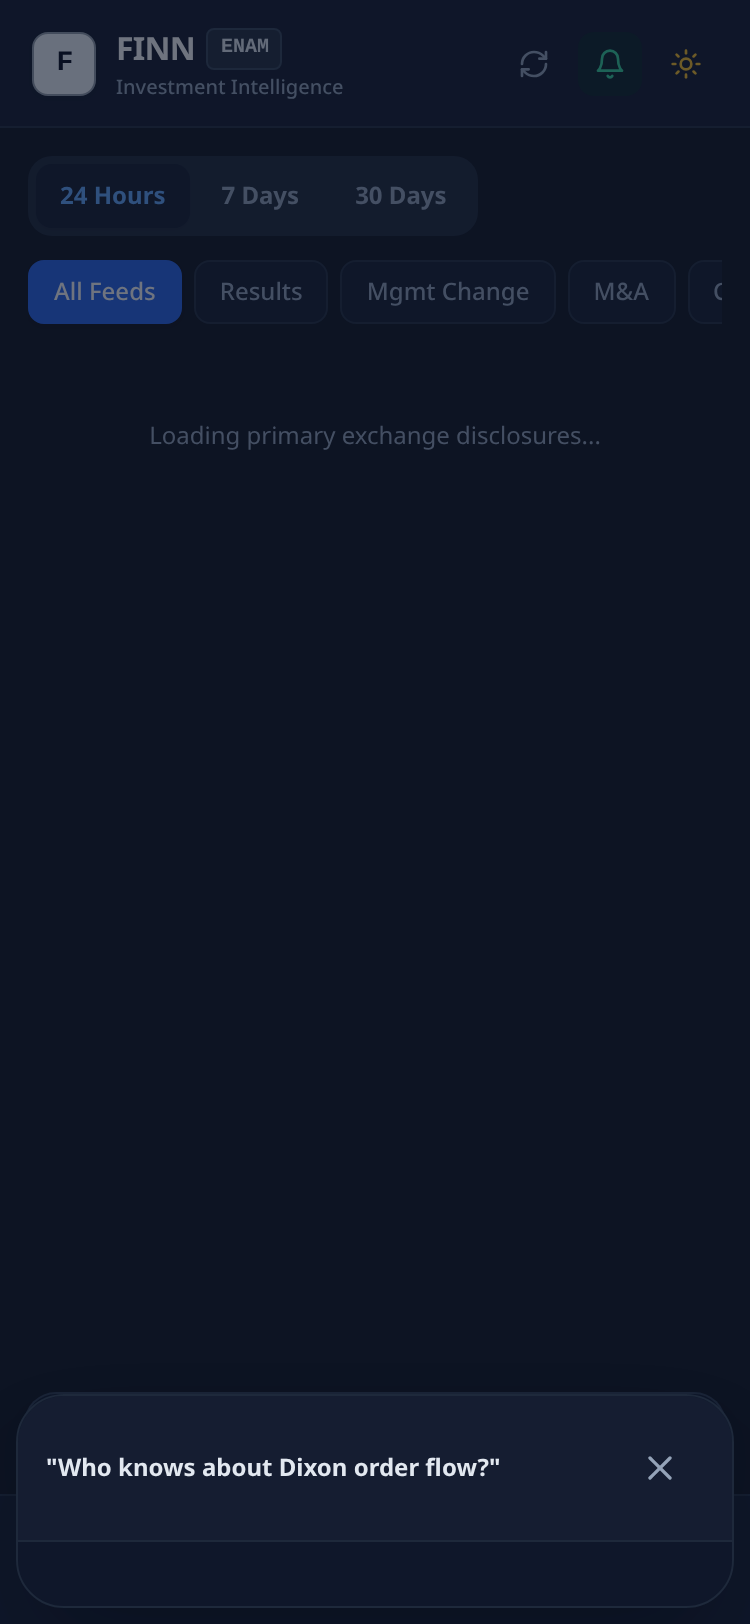 F
FINN
ENAM
Investment Intelligence
24 Hours
7 Days
30 Days
All Feeds
Results
Mgmt Change
M&A
Loading primary exchange disclosures...
"Who knows about Dixon order flow?"